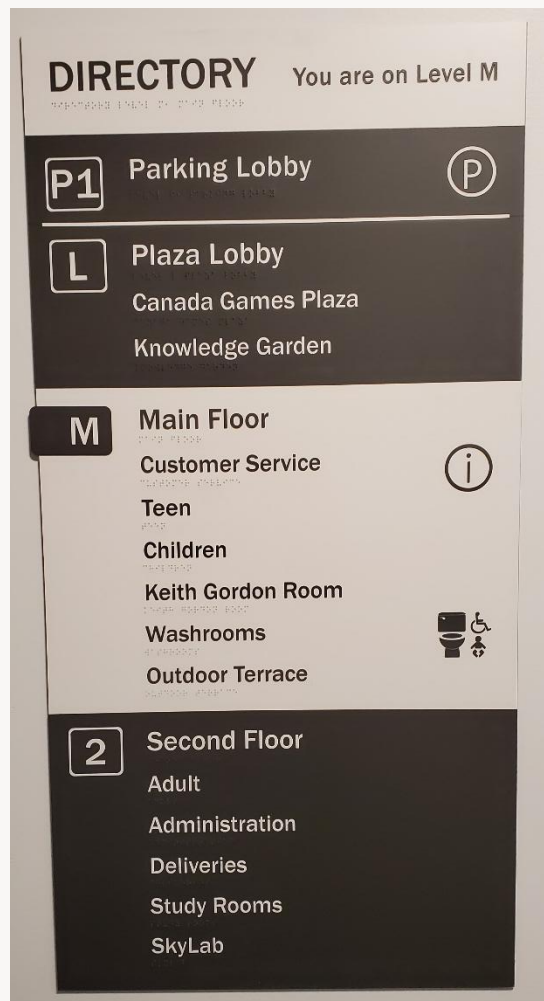 DIRECTORY You are on Level M
P1 Parking Lobby P
L Plaza Lobby
Canada Games Plaza
Knowledge Garden
M Main Floor
Customer Service i
Teen
Children
Keith Gordon Room
Washrooms
Outdoor Terrace
2 Second Floor
Adult
Administration
Deliveries
Study Rooms
SkyLab